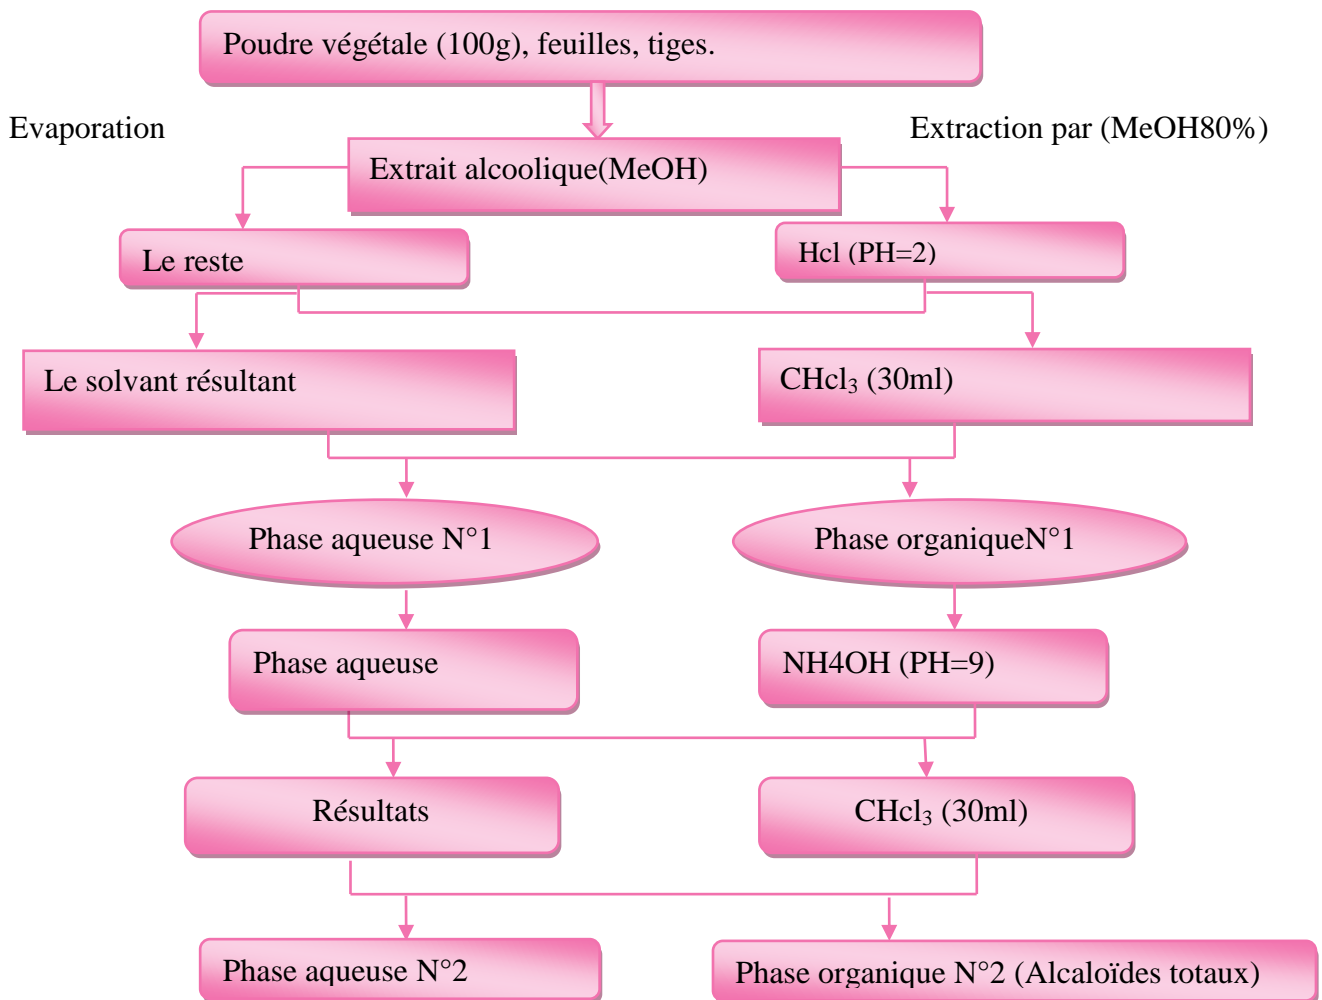 Poudre végétale (100g), feuilles, tiges.
Evaporation
Extraction par (MeOH80%)
Extrait alcoolique(MeOH)
Le reste
Hcl (PH=2)
Le solvant résultant
CHcl₃ (30ml)
Phase aqueuse N°1
Phase organiqueN°1
Phase aqueuse
NH4OH (PH=9)
Résultats
CHcl₃ (30ml)
Phase aqueuse N°2
Phase organique N°2 (Alcaloïdes totaux)